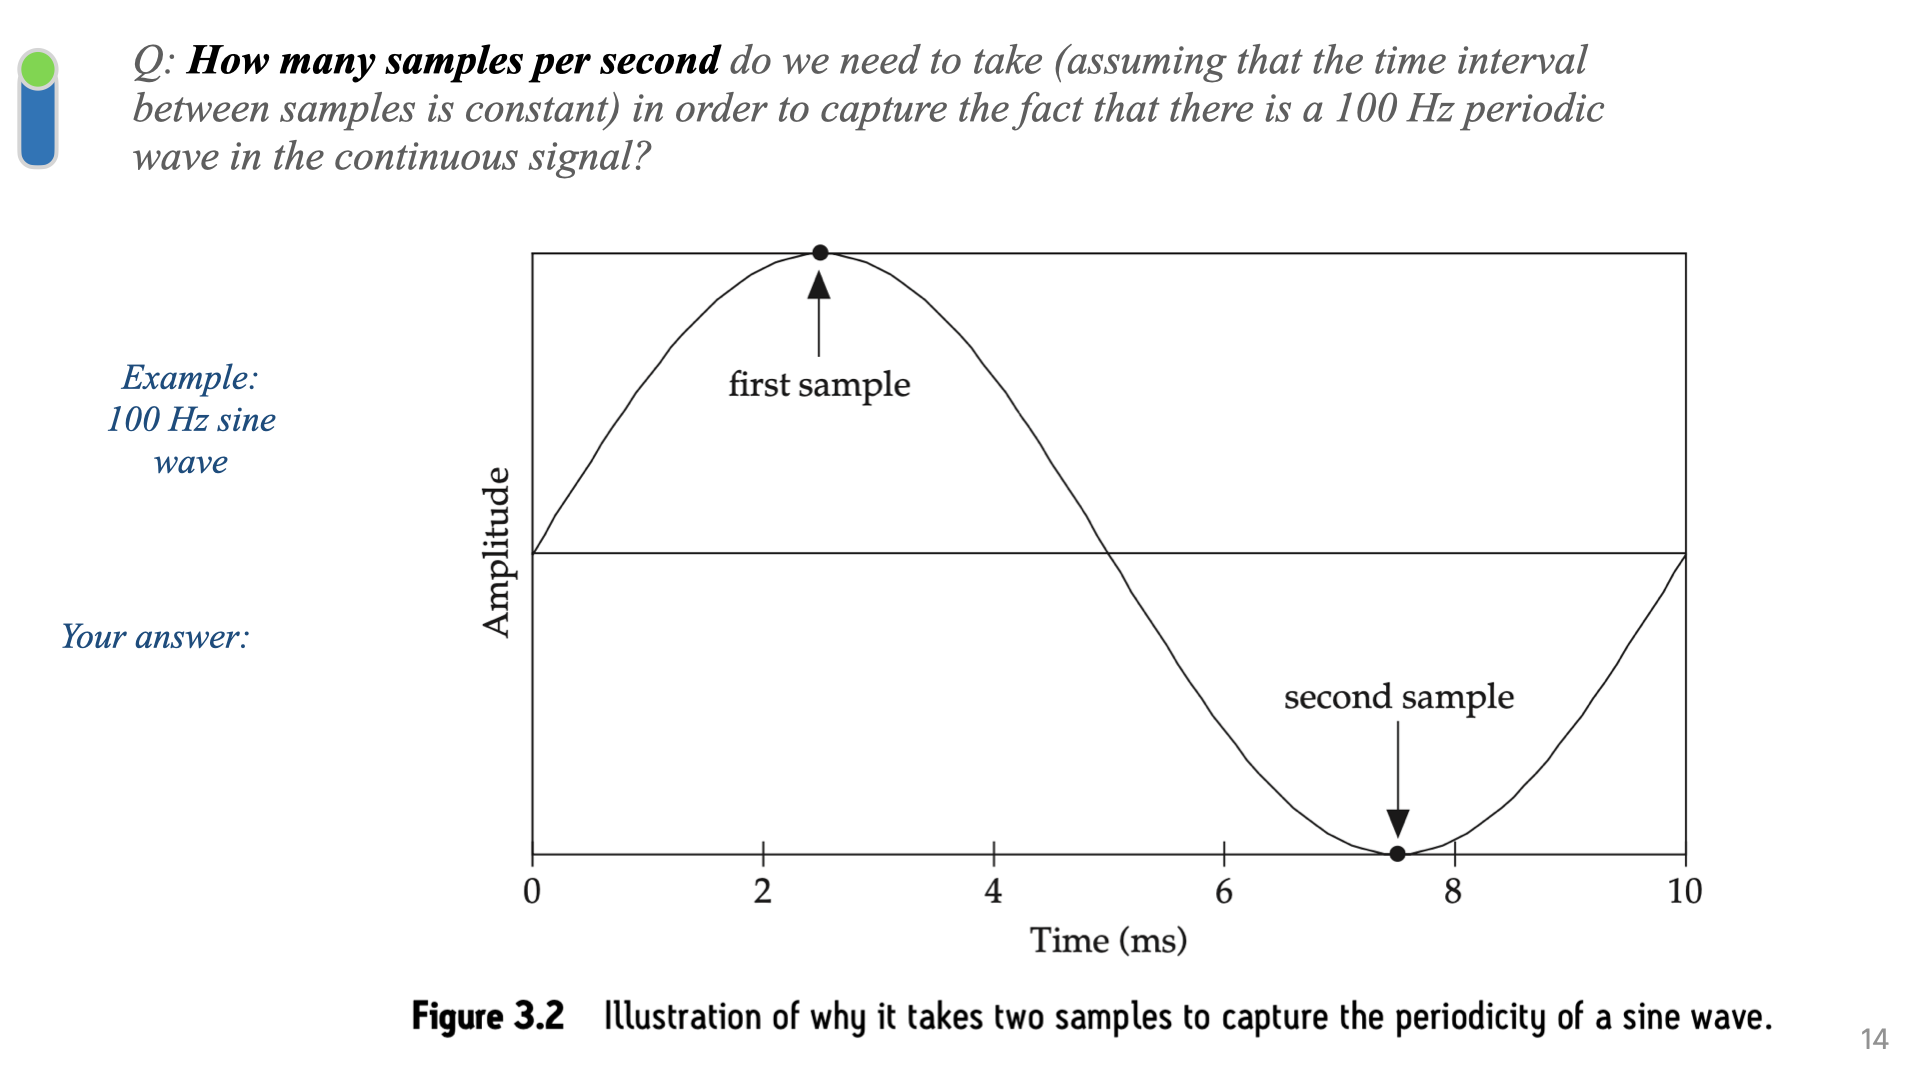 Q: How many samples per second do we need to take (assuming that the time interval
between samples is constant) in order to capture the fact that there is a 100 Hz periodic
wave in the continuous signal?
Example:
100 Hz sine
wave
Your answer:
Amplitude
first sample
second sample
0 2 4 6 8 10
Time (ms)
Figure 3.2 Illustration of why it takes two samples to capture the periodicity of a sine wave.
14